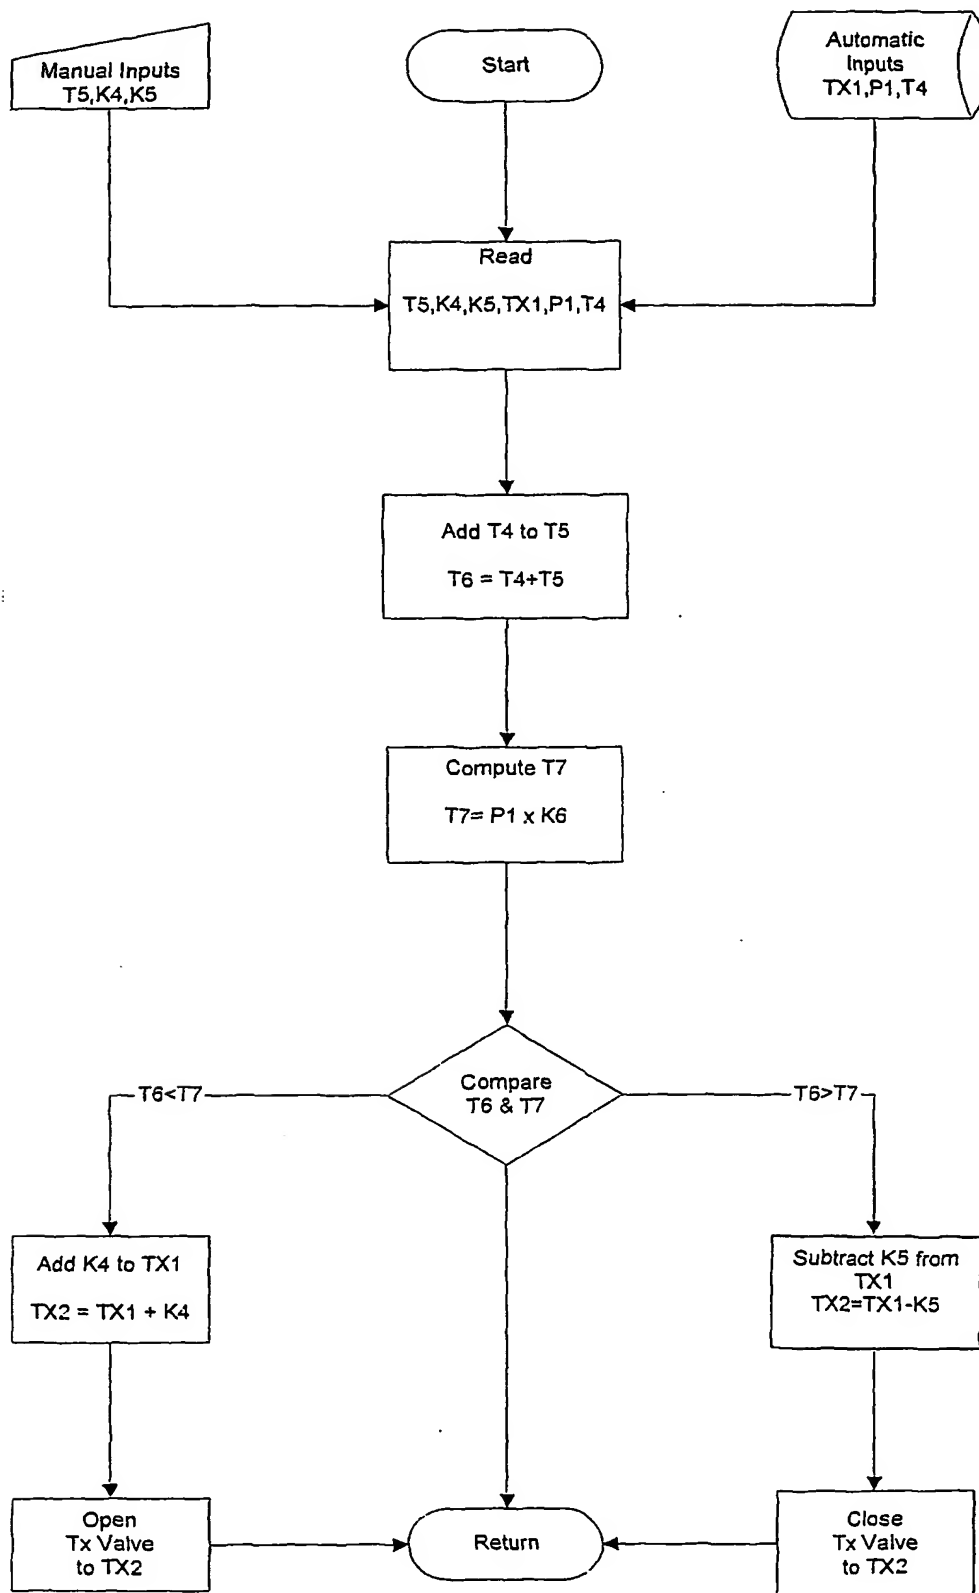 Manual Inputs
T5,K4,K5
Start
Automatic
Inputs
TX1,P1,T4
Read
T5,K4,K5,TX1,P1,T4
Add T4 to T5
T6 = T4+T5
Compute T7
T7= P1 x K6
Compare
T6 & T7
T6<T7
T6>T7
Add K4 to TX1
TX2 = TX1 + K4
Subtract K5 from
TX1
TX2=TX1-K5
Open
Tx Valve
to TX2
Return
Close
Tx Valve
to TX2